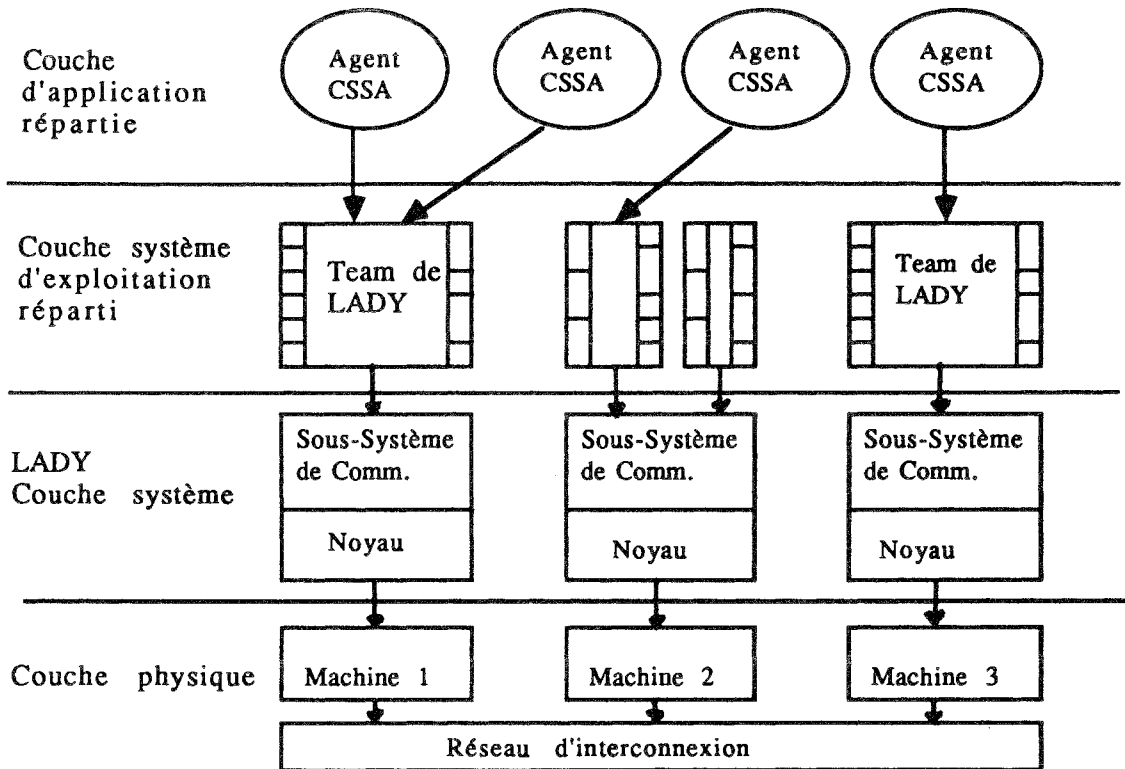 Couche
d'application
répartie
Agent
CSSA
Agent
CSSA
Agent
CSSA
Agent
CSSA
Couche système
d'exploitation
réparti
Team de
LADY
Team de
LADY
LADY
Couche système
Sous-Système
de Comm.
Noyau
Sous-Système
de Comm.
Noyau
Sous-Système
de Comm.
Noyau
Couche physique
Machine 1
Machine 2
Machine 3
Réseau d'interconnexion